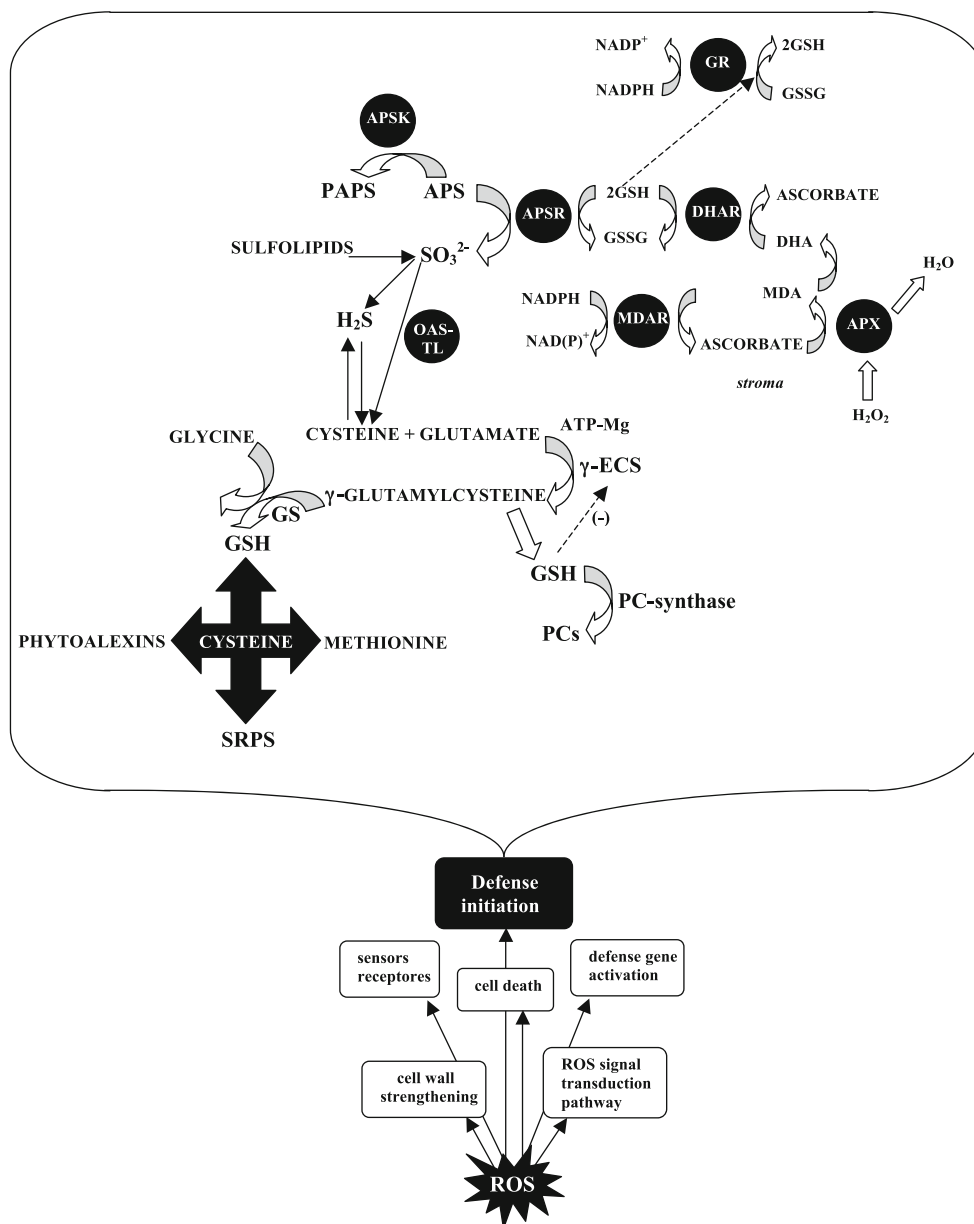 NADP⁺
2GSH
GR
NADPH
GSSG
APSK
PAPS
APS
2GSH
ASCORBATE
APSR
DHAR
GSSG
DHA
SULFOLIPIDS
SO₃²⁻
H₂O
NADPH
MDA
H₂S
OAS-
TL
MDAR
APX
NAD(P)⁺
ASCORBATE
stroma
H₂O₂
GLYCINE
CYSTEINE + GLUTAMATE
ATP-Mg
γ-ECS
γ-GLUTAMYLCYSTEINE
GS
(-)
GSH
GSH
PC-synthase
PCs
PHYTOALEXINS
CYSTEINE
METHIONINE
SRPS
Defense
initiation
sensors
receptores
cell death
defense gene
activation
cell wall
strengthening
ROS signal
transduction
pathway
ROS